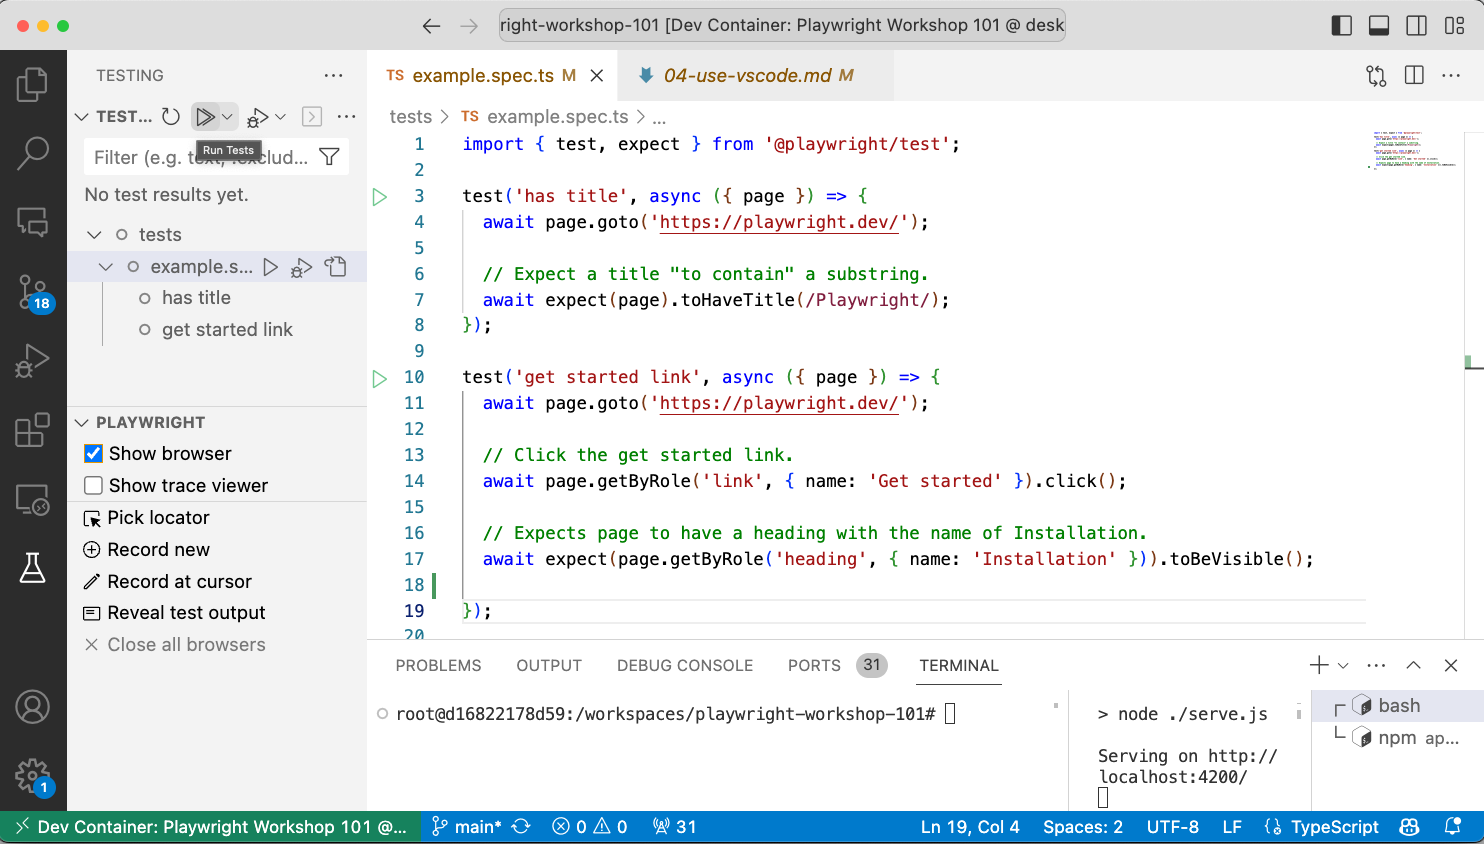 right-workshop-101 [Dev Container: Playwright Workshop 101 @ desk
TESTING
TEST...
Run Tests
Filter (e.g. text, !exclud...
No test results yet.
tests
example.s...
has title
get started link
PLAYWRIGHT
Show browser
Show trace viewer
Pick locator
Record new
Record at cursor
Reveal test output
Close all browsers
18
1
TS example.spec.ts M
04-use-vscode.md M
tests > TS example.spec.ts > ...
1 import { test, expect } from '@playwright/test';
2
3 test('has title', async ({ page }) => {
4 await page.goto('https://playwright.dev/');
5
6 // Expect a title "to contain" a substring.
7 await expect(page).toHaveTitle(/Playwright/);
8 });
9
10 test('get started link', async ({ page }) => {
11 await page.goto('https://playwright.dev/');
12
13 // Click the get started link.
14 await page.getByRole('link', { name: 'Get started' }).click();
15
16 // Expects page to have a heading with the name of Installation.
17 await expect(page.getByRole('heading', { name: 'Installation' })).toBeVisible();
18
19 });
20
PROBLEMS OUTPUT DEBUG CONSOLE PORTS 31 TERMINAL
root@d16822178d59:/workspaces/playwright-workshop-101#
> node ./serve.js
Serving on http://
localhost:4200/
bash
npm ap...
Dev Container: Playwright Workshop 101 @... main* 0 0 31 Ln 19, Col 4 Spaces: 2 UTF-8 LF TypeScript